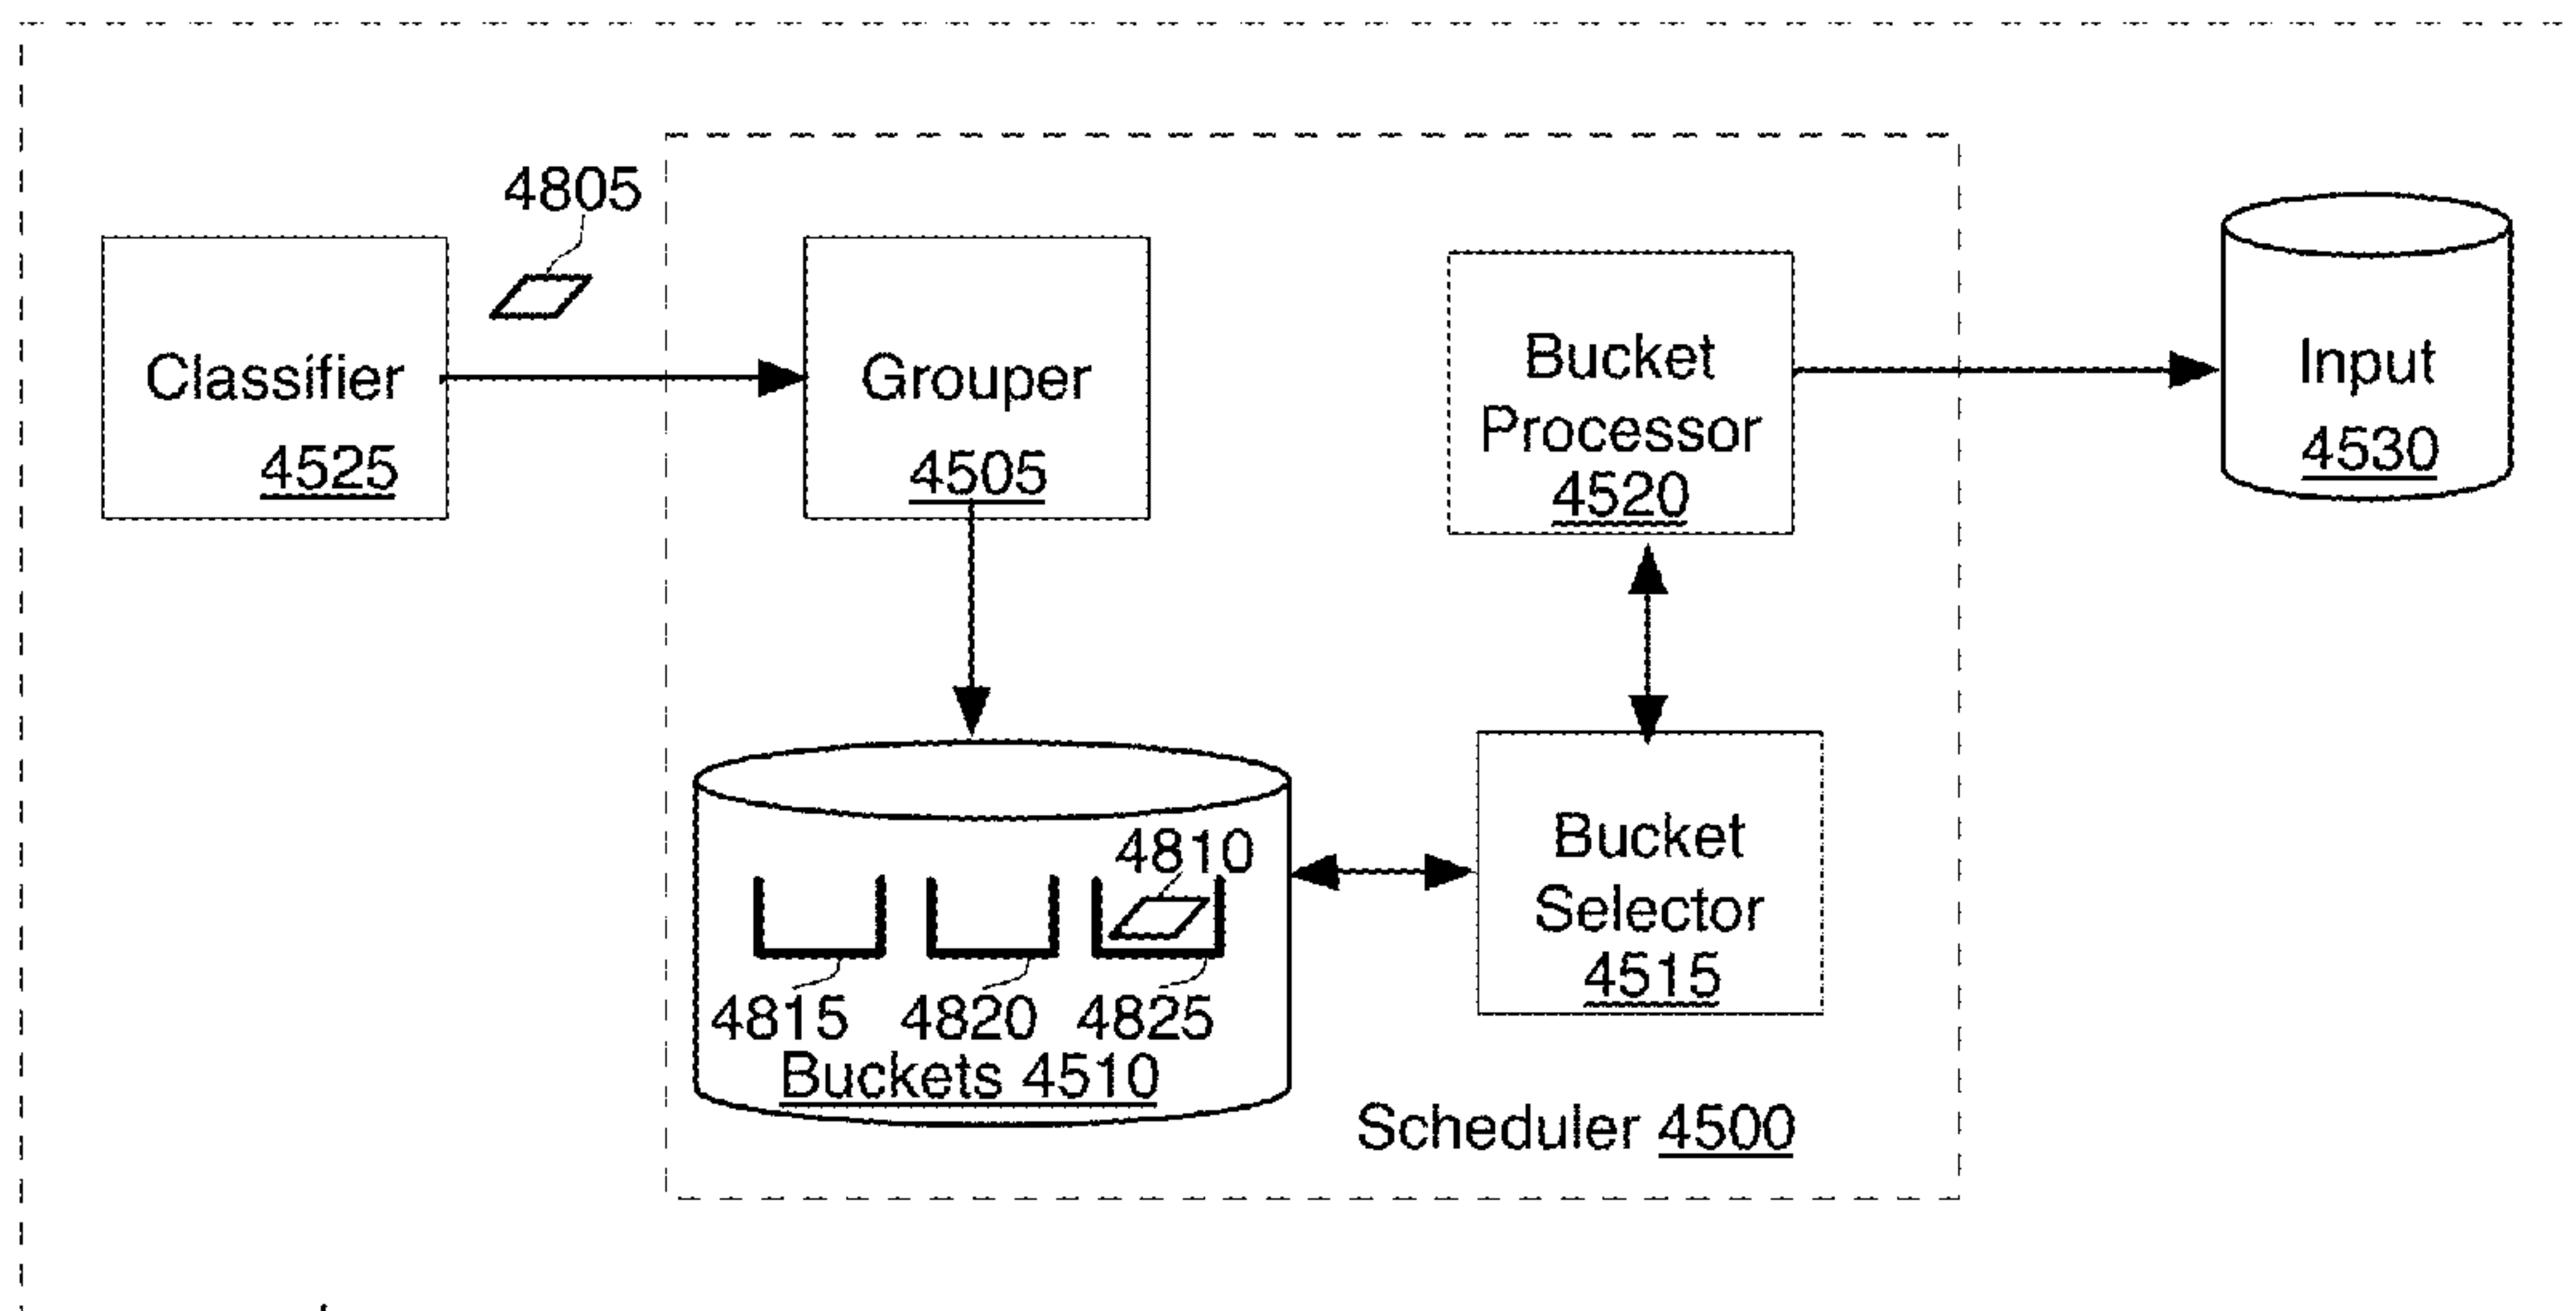 4805
Classifier
4525
Grouper
4505
Bucket
Processor
4520
Input
4530
4810
4815 4820 4825
Buckets 4510
Bucket
Selector
4515
Scheduler 4500